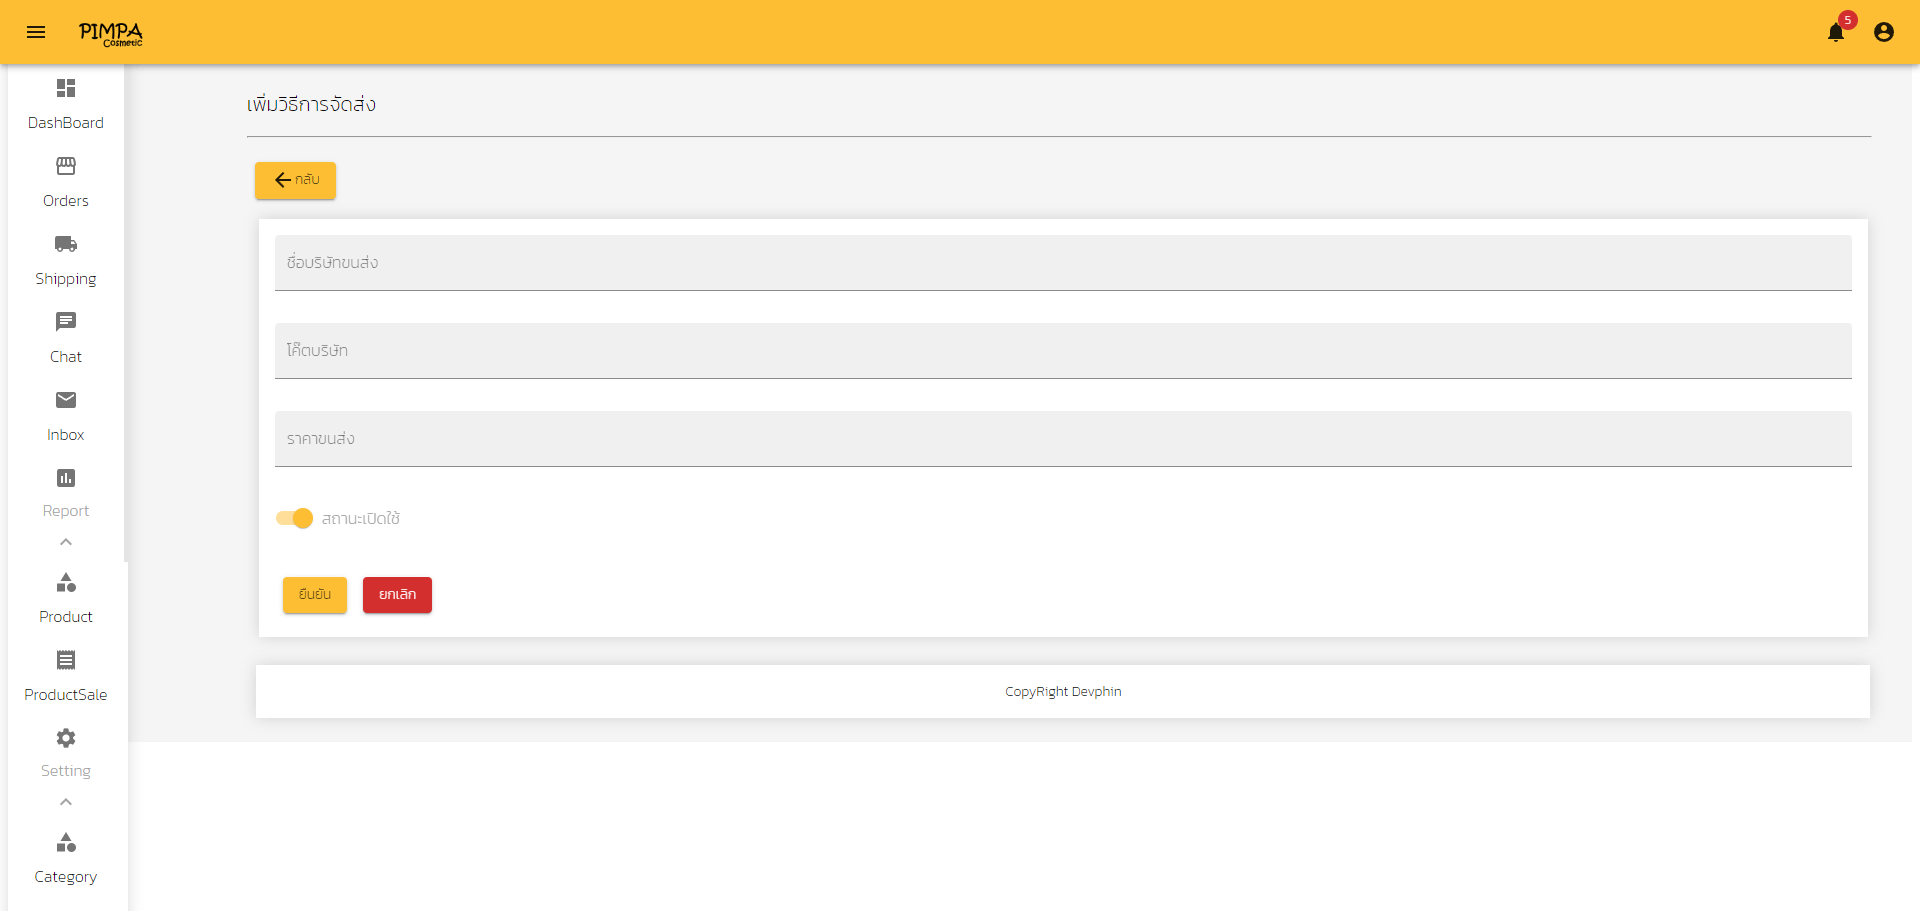 PIMPA
Cosmetic
5
DashBoard
Orders
Shipping
Chat
Inbox
Report
Product
ProductSale
Setting
Category
เพิ่มวิธีการจัดส่ง
กลับ
ชื่อบริษัทขนส่ง
โค๊ตบริษัท
ราคาขนส่ง
สถานะเปิดใช้
ยืนยัน
ยกเลิก
CopyRight Devphin